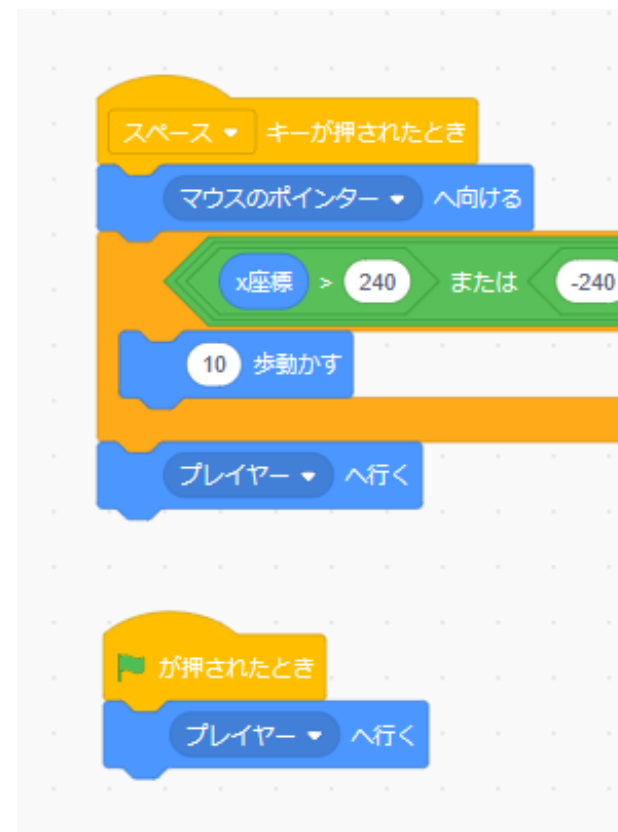 スペース キーが押されたとき
マウスのポインター へ向ける
x座標 > 240 または -240
10 歩動かす
プレイヤー へ行く
が押されたとき
プレイヤー へ行く